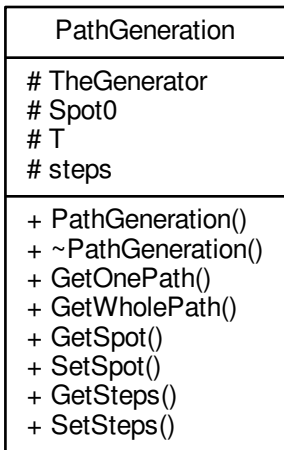 PathGeneration
# TheGenerator
# Spot0
# T
# steps
+ PathGeneration()
+ ~PathGeneration()
+ GetOnePath()
+ GetWholePath()
+ GetSpot()
+ SetSpot()
+ GetSteps()
+ SetSteps()